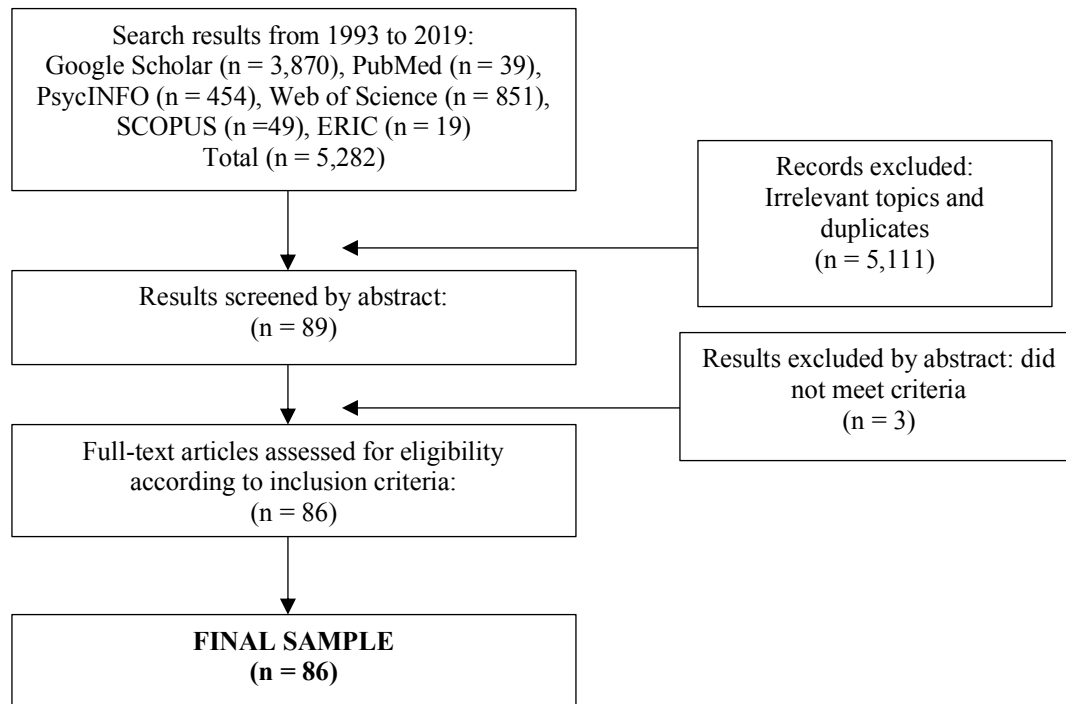 Search results from 1993 to 2019:
Google Scholar (n = 3,870), PubMed (n = 39),
PsycINFO (n = 454), Web of Science (n = 851),
SCOPUS (n =49), ERIC (n = 19)
Total (n = 5,282)
Records excluded:
Irrelevant topics and
duplicates
(n = 5,111)
Results screened by abstract:
(n = 89)
Results excluded by abstract: did
not meet criteria
(n = 3)
Full-text articles assessed for eligibility
according to inclusion criteria:
(n = 86)
FINAL SAMPLE
(n = 86)